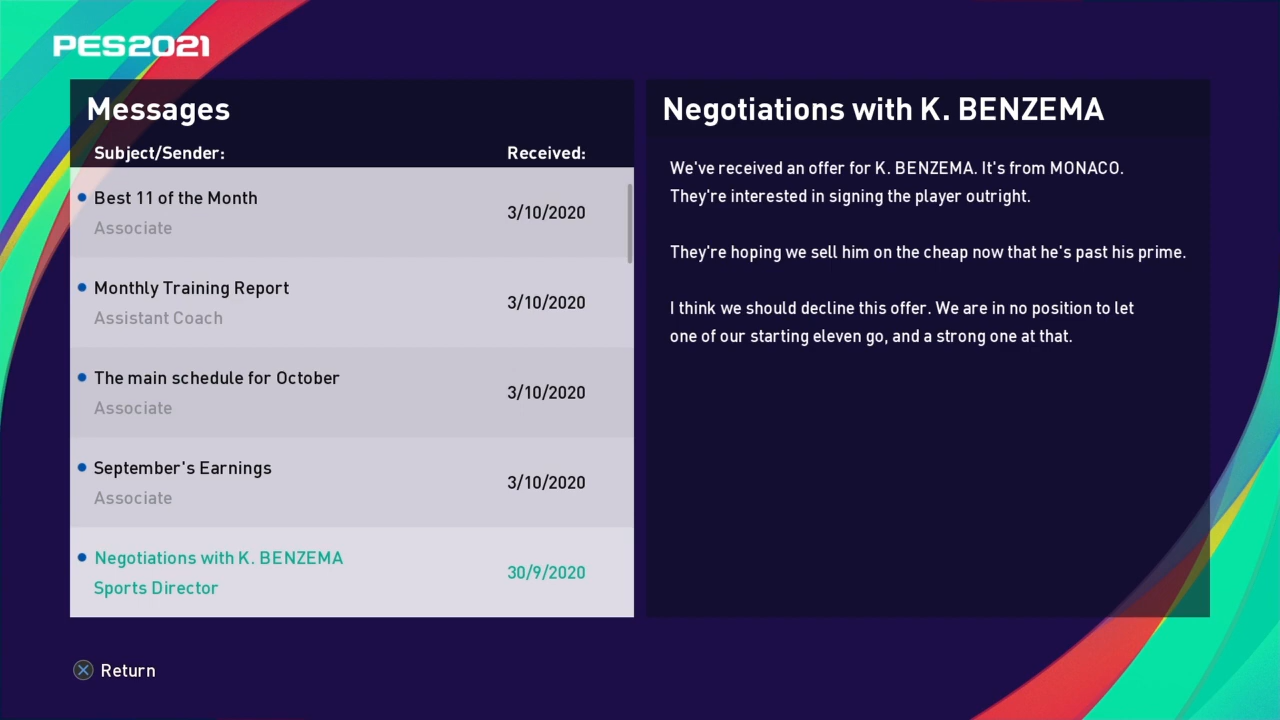 PES2021
Messages
Subject/Sender:
Received:
Best 11 of the Month
Associate
3/10/2020
Monthly Training Report
Assistant Coach
3/10/2020
The main schedule for October
Associate
3/10/2020
September's Earnings
Associate
3/10/2020
Negotiations with K. BENZEMA
Sports Director
30/9/2020
Negotiations with K. BENZEMA
We've received an offer for K. BENZEMA. It's from MONACO.
They're interested in signing the player outright.
They're hoping we sell him on the cheap now that he's past his prime.
I think we should decline this offer. We are in no position to let
one of our starting eleven go, and a strong one at that.
Return